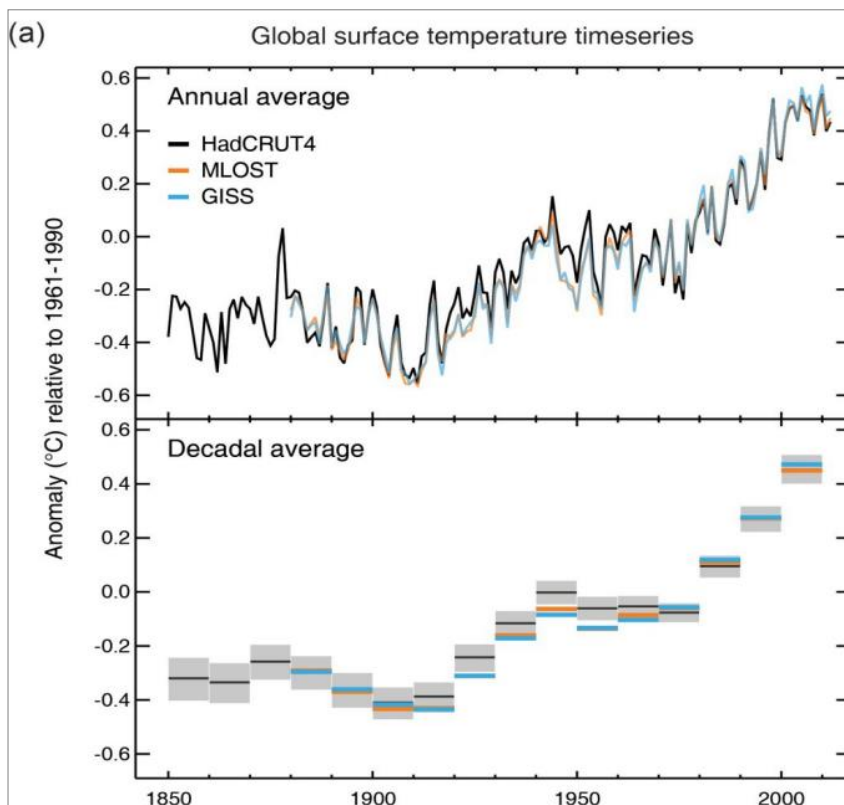 (a)
Global surface temperature timeseries
Annual average
HadCRUT4
MLOST
GISS
0.6
0.4
0.2
0.0
-0.2
-0.4
-0.6
Anomaly (°C) relative to 1961-1990
Decadal average
0.6
0.4
0.2
0.0
-0.2
-0.4
-0.6
1850 1900 1950 2000